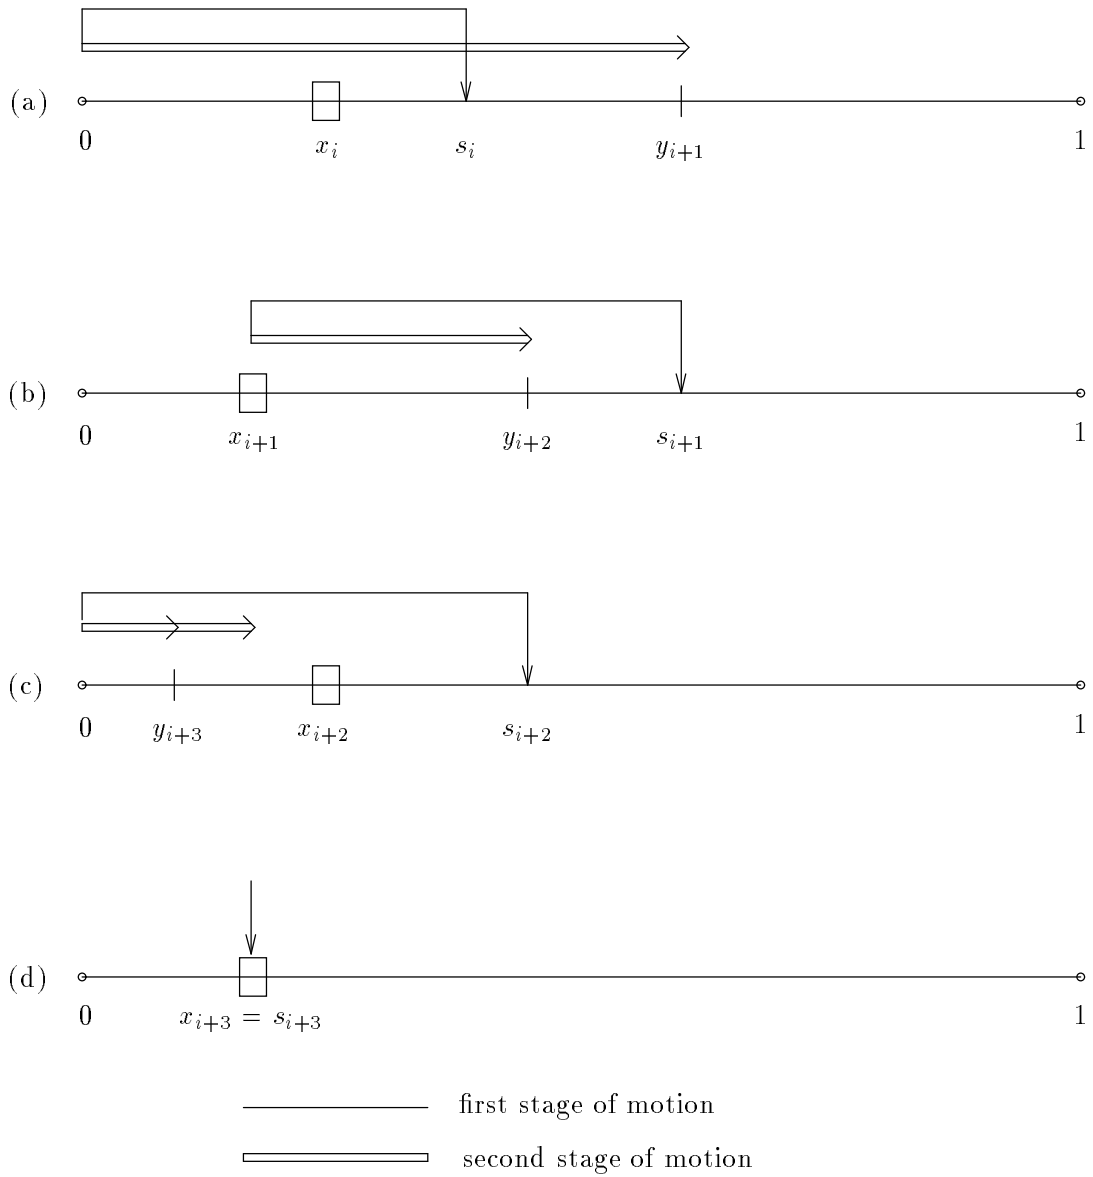 (a)
0 x_i s_i y_{i+1} 1
(b)
0 x_{i+1} y_{i+2} s_{i+1} 1
(c)
0 y_{i+3} x_{i+2} s_{i+2} 1
(d)
0 x_{i+3} = s_{i+3} 1
first stage of motion
second stage of motion